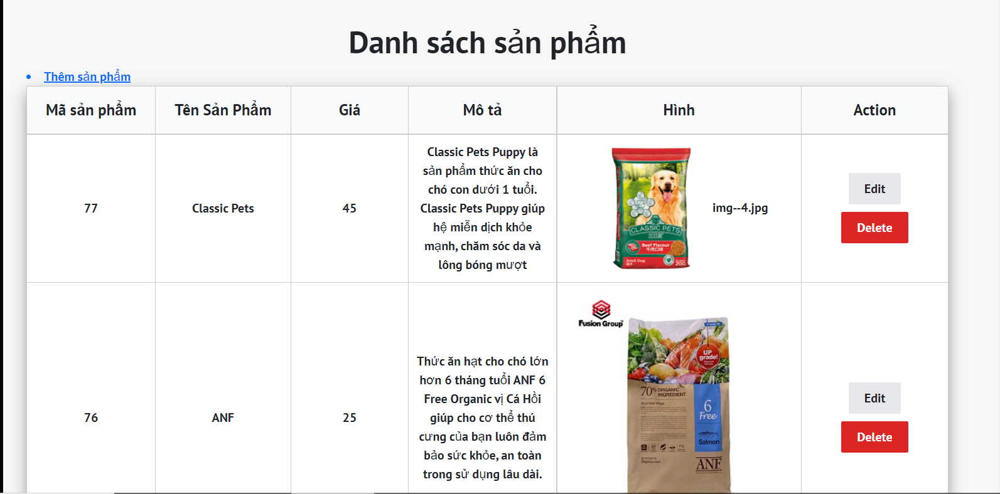 Danh sách sản phẩm
Thêm sản phẩm
Mã sản phẩm Tên Sản Phẩm Giá Mô tả Hình Action
77
Classic Pets
45
Classic Pets Puppy là
sản phẩm thức ăn cho
chó con dưới 1 tuổi.
Classic Pets Puppy giúp
hệ miễn dịch khỏe
mạnh, chăm sóc da và
lông bóng mượt
CLASSIC PETS
Beef Flavour
牛肉口味
Adult Dog
img--4.jpg
Edit
Delete
76
ANF
25
Thức ăn hạt cho chó lớn
hơn 6 tháng tuổi ANF 6
Free Organic vị Cá Hồi
giúp cho cơ thể thú
cưng của bạn luôn đảm
bảo sức khỏe, an toàn
trong sử dụng lâu dài.
Fusion Group
UP
grade!
70% ORGANIC
INGREDIENT
6
Free
Salmon
ANF
Edit
Delete